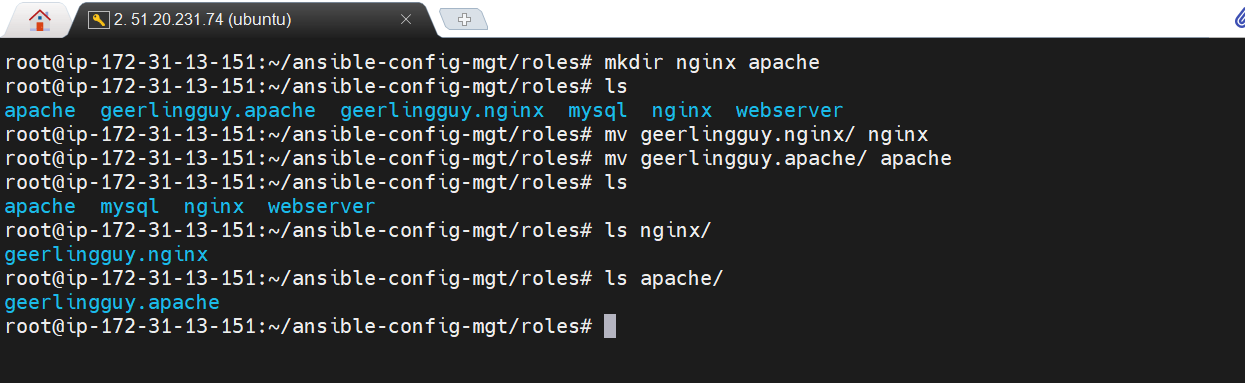 2. 51.20.231.74 (ubuntu)
root@ip-172-31-13-151:~/ansible-config-mgt/roles# mkdir nginx apache
root@ip-172-31-13-151:~/ansible-config-mgt/roles# ls
apache  geerlingguy.apache  geerlingguy.nginx  mysql  nginx  webserver
root@ip-172-31-13-151:~/ansible-config-mgt/roles# mv geerlingguy.nginx/ nginx
root@ip-172-31-13-151:~/ansible-config-mgt/roles# mv geerlingguy.apache/ apache
root@ip-172-31-13-151:~/ansible-config-mgt/roles# ls
apache  mysql  nginx  webserver
root@ip-172-31-13-151:~/ansible-config-mgt/roles# ls nginx/
geerlingguy.nginx
root@ip-172-31-13-151:~/ansible-config-mgt/roles# ls apache/
geerlingguy.apache
root@ip-172-31-13-151:~/ansible-config-mgt/roles#